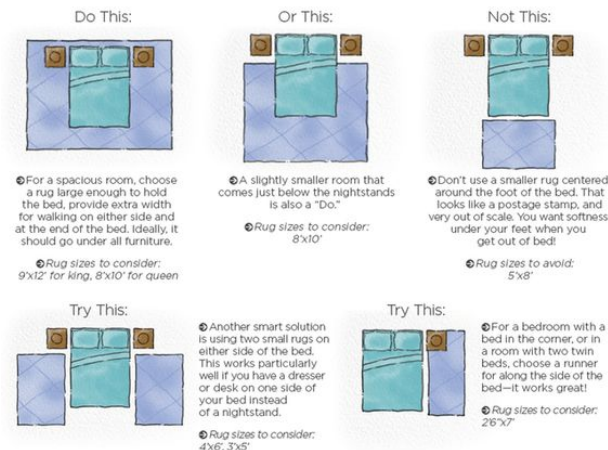 Do This:
➲For a spacious room, choose
a rug large enough to hold
the bed, provide extra width
for walking on either side and
at the end of the bed. Ideally, it
should go under all furniture.
➲Rug sizes to consider:
9'x12' for king, 8'x10' for queen
Or This:
➲A slightly smaller room that
comes just below the nightstands
is also a “Do.”
➲Rug sizes to consider:
8'x10'
Not This:
➲Don't use a smaller rug centered
around the foot of the bed. That
looks like a postage stamp, and
very out of scale. You want softness
under your feet when you
get out of bed!
➲Rug sizes to avoid:
5'x8'
Try This:
➲Another smart solution
is using two small rugs on
either side of the bed.
This works particularly
well if you have a dresser
or desk on one side of
your bed instead
of a nightstand.
➲Rug sizes to consider:
4'x6', 3'x5'
Try This:
➲For a bedroom with a
bed in the corner, or in
a room with two twin
beds, choose a runner
for along the side of the
bed—it works great!
➲Rug sizes to consider:
2'6"x7'